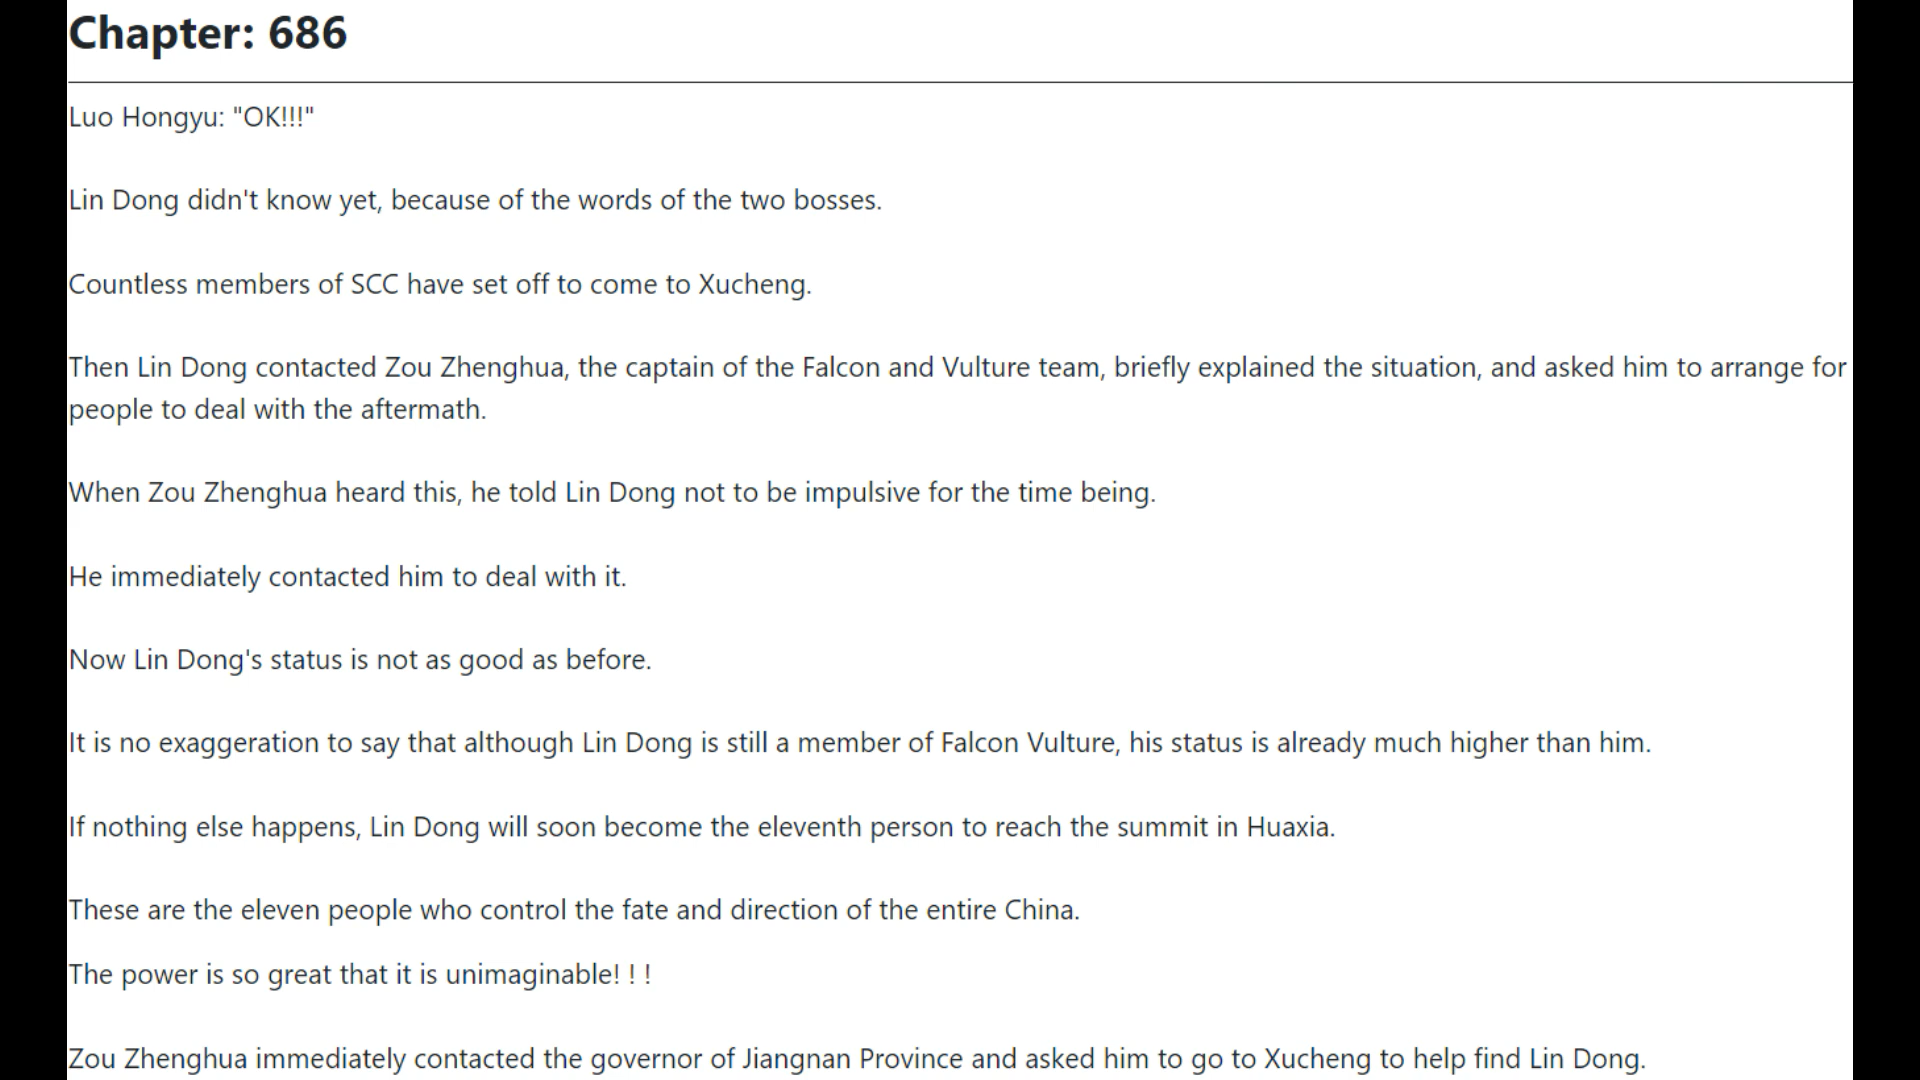 Chapter: 686
Luo Hongyu: "OK!!!"
Lin Dong didn't know yet, because of the words of the two bosses.
Countless members of SCC have set off to come to Xucheng.
Then Lin Dong contacted Zou Zhenghua, the captain of the Falcon and Vulture team, briefly explained the situation, and asked him to arrange for
people to deal with the aftermath.
When Zou Zhenghua heard this, he told Lin Dong not to be impulsive for the time being.
He immediately contacted him to deal with it.
Now Lin Dong's status is not as good as before.
It is no exaggeration to say that although Lin Dong is still a member of Falcon Vulture, his status is already much higher than him.
If nothing else happens, Lin Dong will soon become the eleventh person to reach the summit in Huaxia.
These are the eleven people who control the fate and direction of the entire China.
The power is so great that it is unimaginable! ! !
Zou Zhenghua immediately contacted the governor of Jiangnan Province and asked him to go to Xucheng to help find Lin Dong.